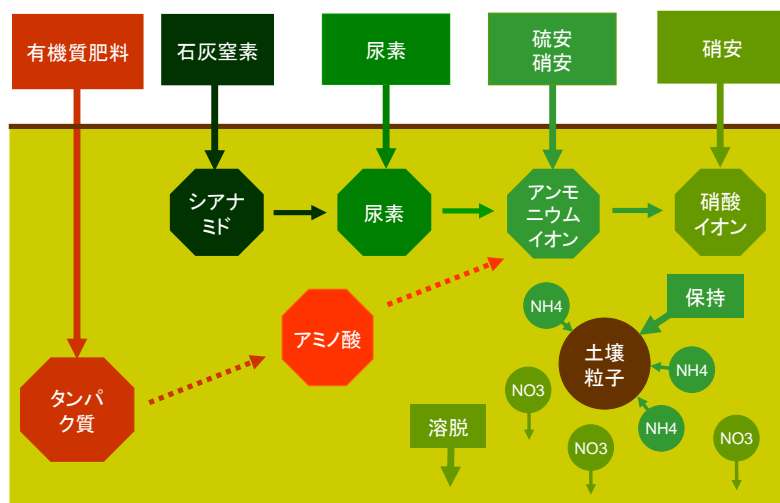 有機質肥料
石灰窒素
尿素
硫安
硝安
硝安
シアナ
ミド
尿素
アンモ
ニウム
イオン
硝酸
イオン
アミノ酸
タンパ
ク質
NH4
保持
土壌
粒子
NH4
NO3
NH4
溶脱
NO3
NO3